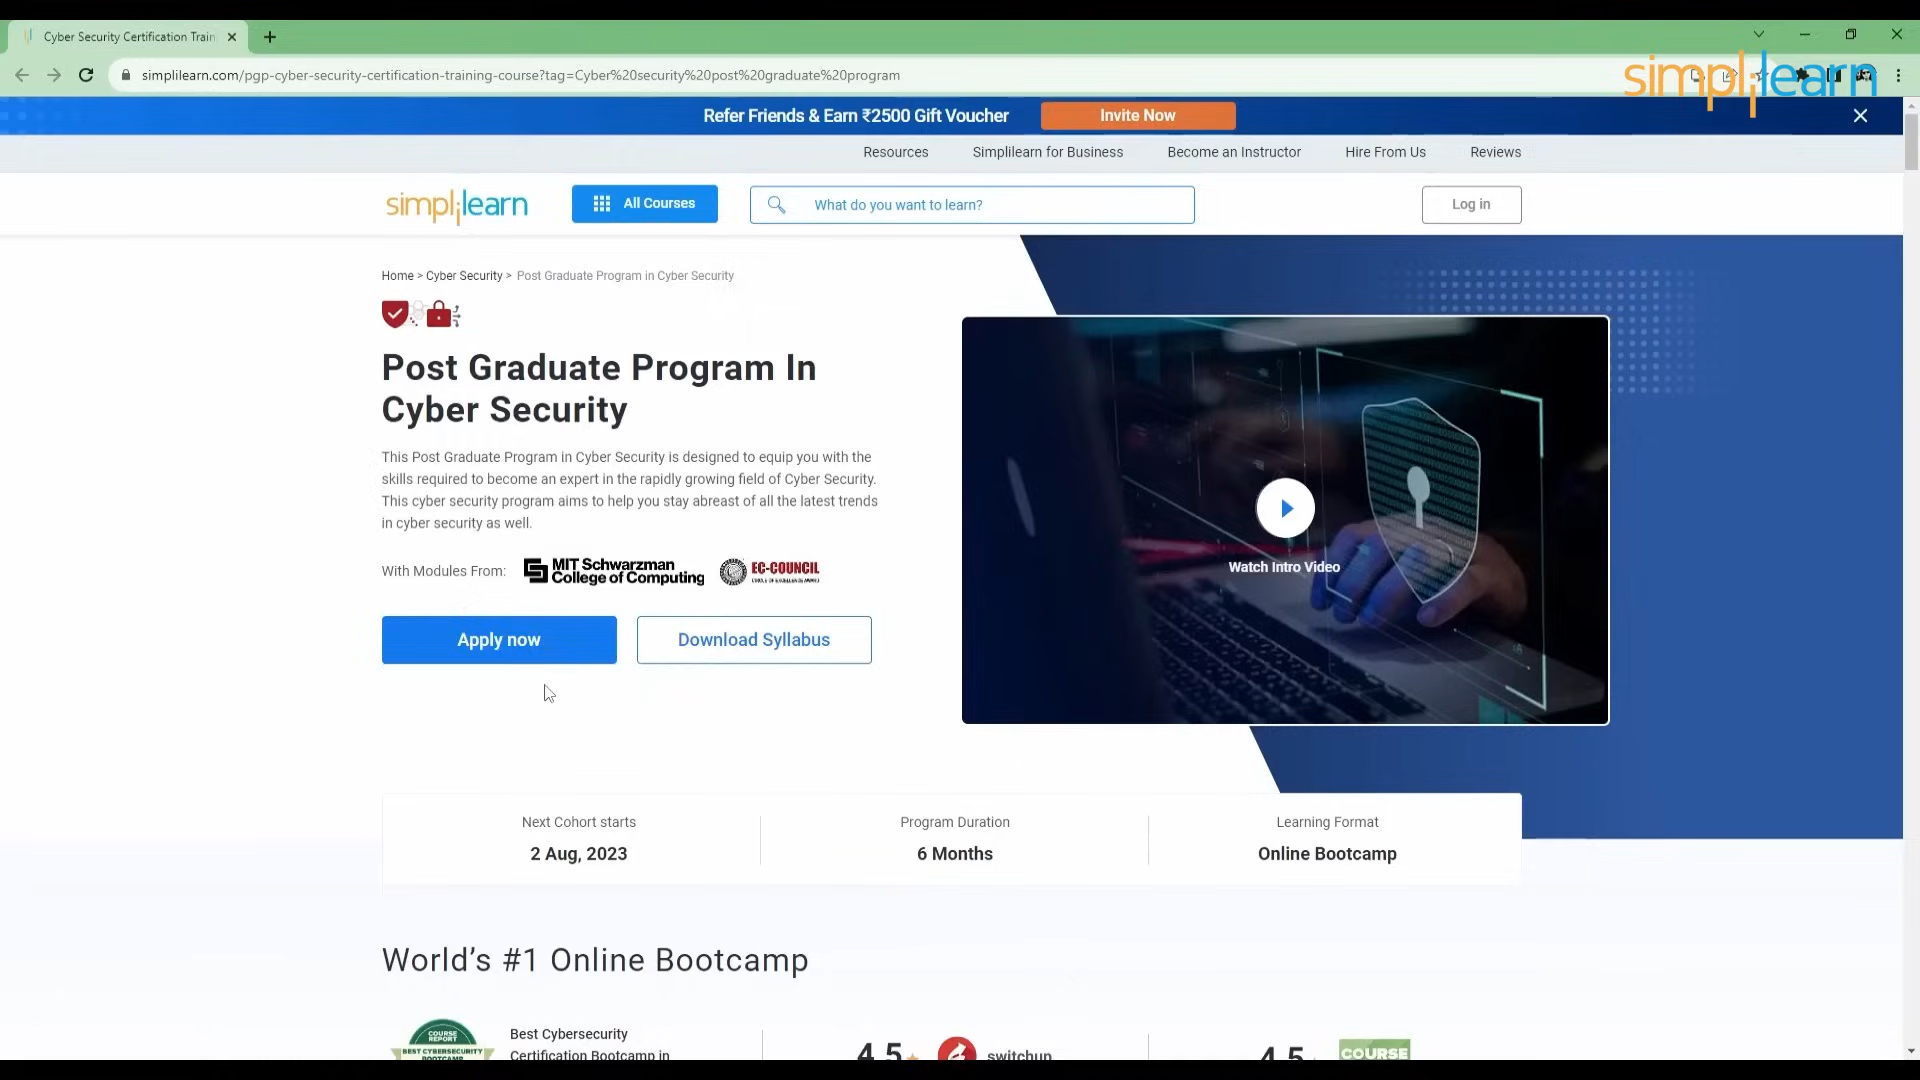 Cyber Security Certification Train
simplilearn.com/pgp-cyber-security-certification-training-course?tag=Cyber%20security%20post%20graduate%20program
simplilearn
Refer Friends & Earn ₹2500 Gift Voucher
Invite Now
Resources
Simplilearn for Business
Become an Instructor
Hire From Us
Reviews
simplilearn
All Courses
What do you want to learn?
Log in
Home > Cyber Security > Post Graduate Program in Cyber Security
Post Graduate Program In
Cyber Security
This Post Graduate Program in Cyber Security is designed to equip you with the
skills required to become an expert in the rapidly growing field of Cyber Security.
This cyber security program aims to help you stay abreast of all the latest trends
in cyber security as well.
With Modules From:
MIT Schwarzman
College of Computing
EC-COUNCIL
Apply now
Download Syllabus
Watch Intro Video
Next Cohort starts
2 Aug, 2023
Program Duration
6 Months
Learning Format
Online Bootcamp
World's #1 Online Bootcamp
COURSE
REPORT
BEST CYBERSECURITY
BOOTCAMP
Best Cybersecurity
Certification Bootcamp in
4.5
switchup
4.5
COURSE